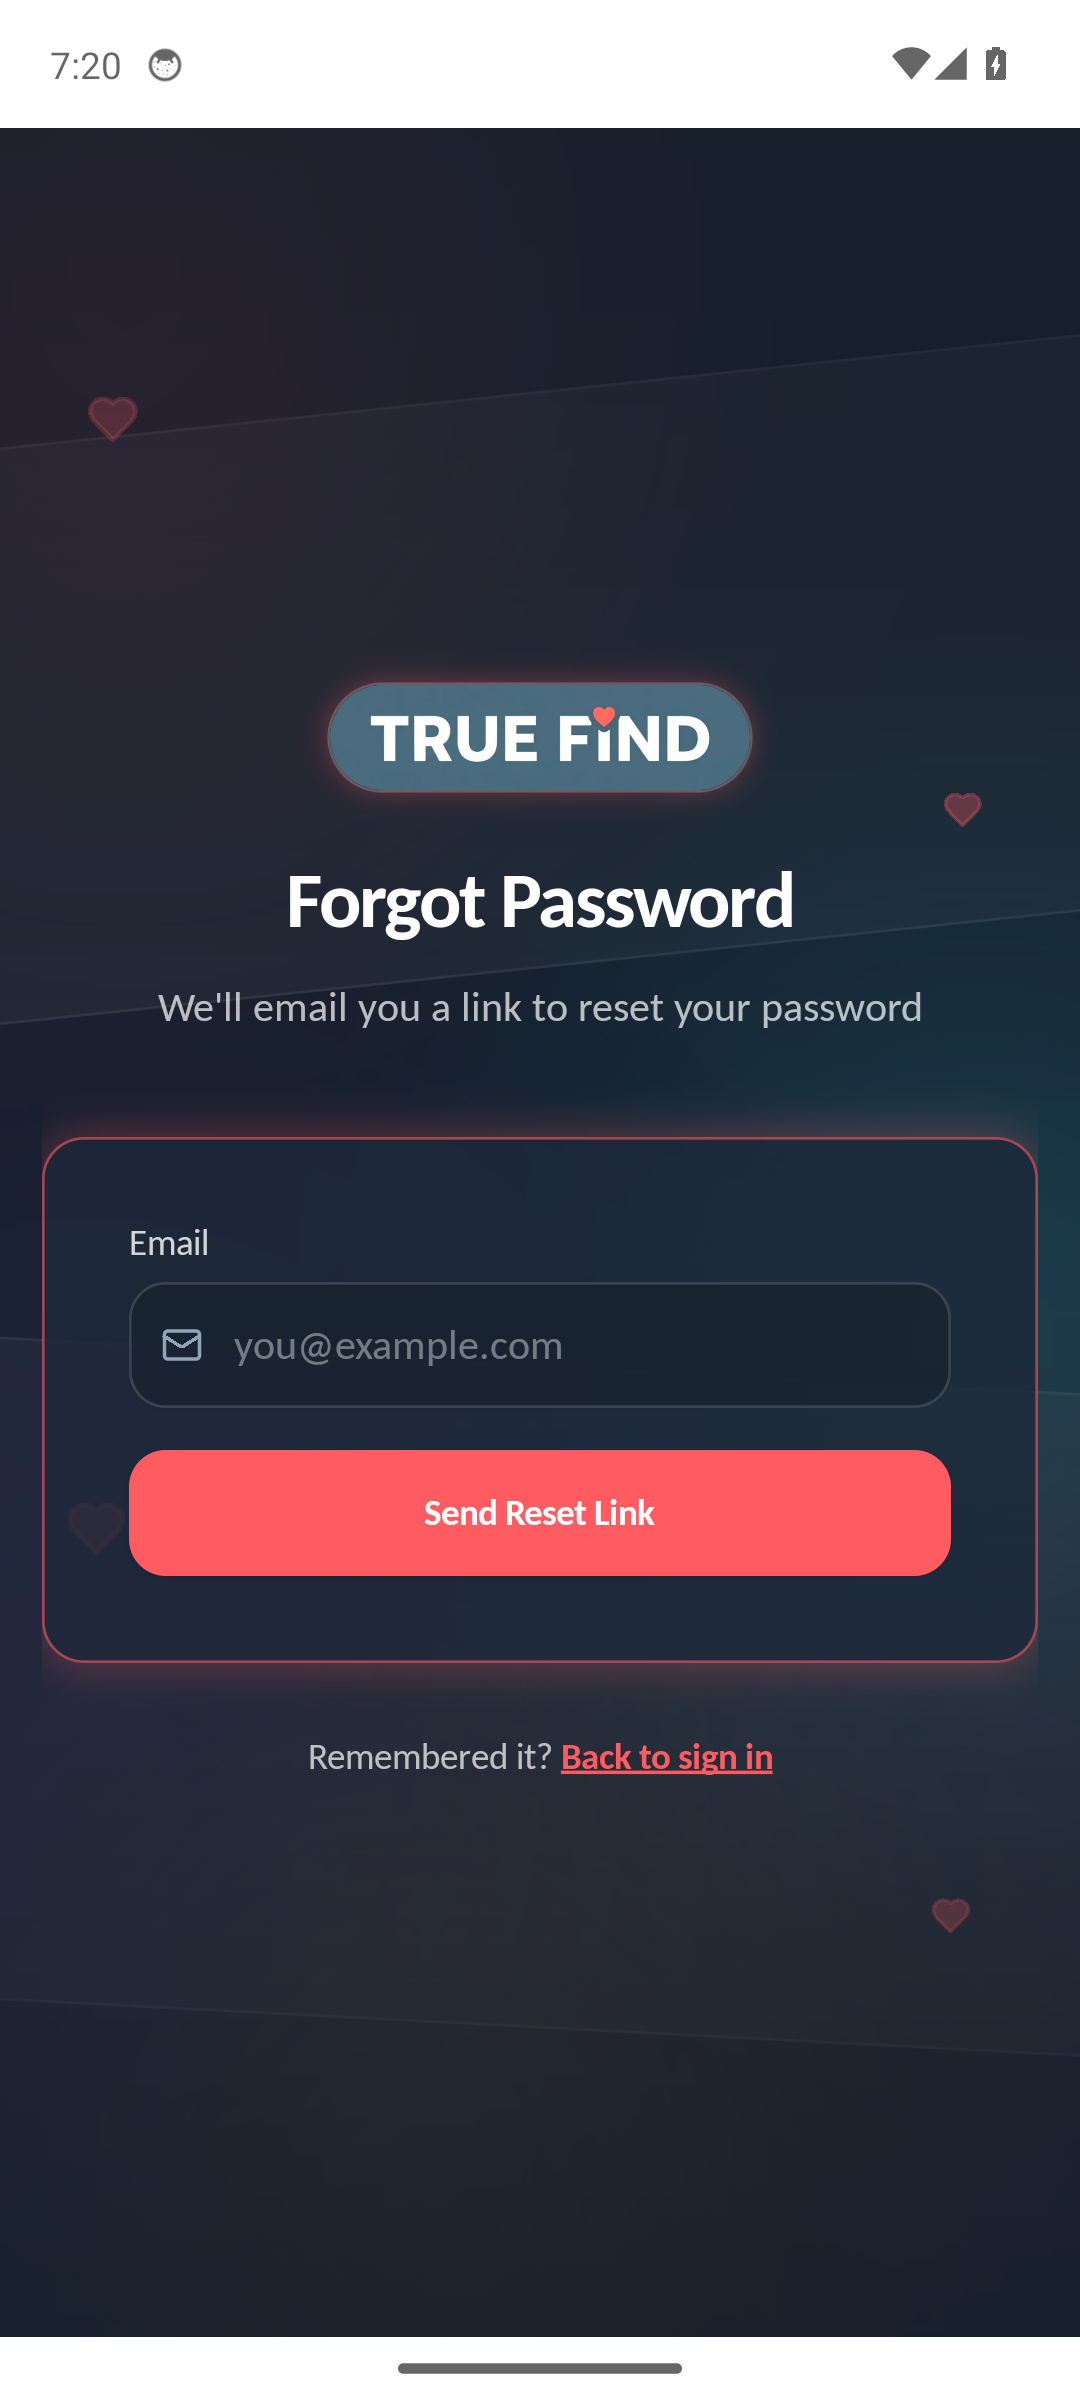 7:20
TRUE FiND
Forgot Password
We'll email you a link to reset your password
Email
you@example.com
Send Reset Link
Remembered it? Back to sign in